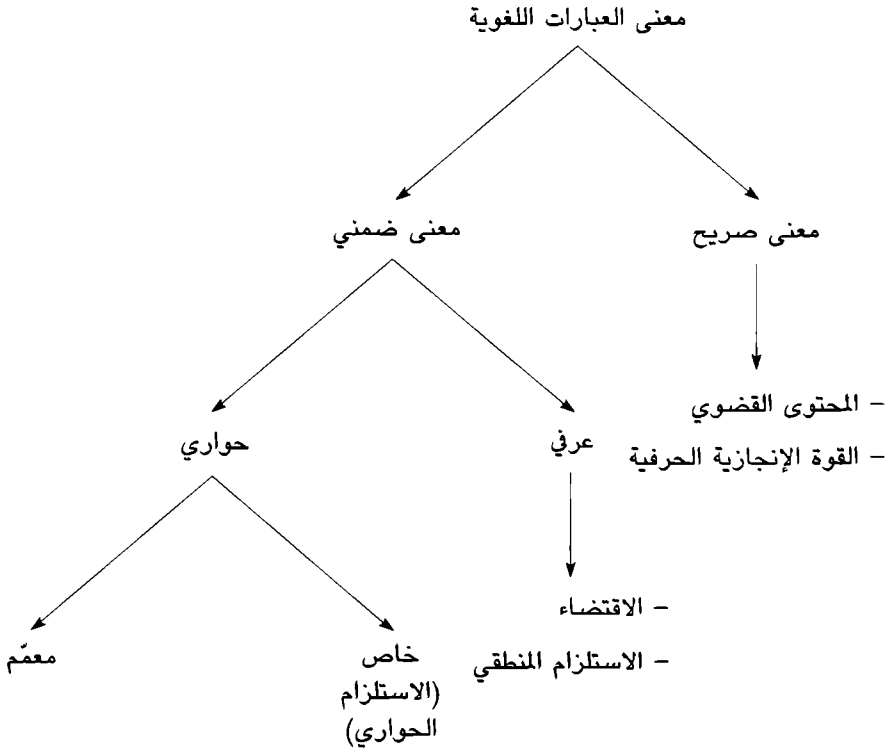 معنى العبارات اللغوية
معنى صريح
معنى ضمني
- المحتوى القضوي
- القوة الإنجازية الحرفية
عرفي
حواري
- الاقتضاء
- الاستلزام المنطقي
خاص
(الاستلزام
الحواري)
معمّم